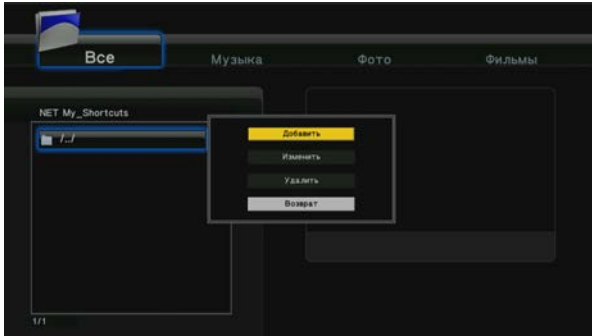 Все Музыка Фото Фильмы
NET My_Shortcuts
/../
Добавить
Изменить
Удалить
Возврат
1/1